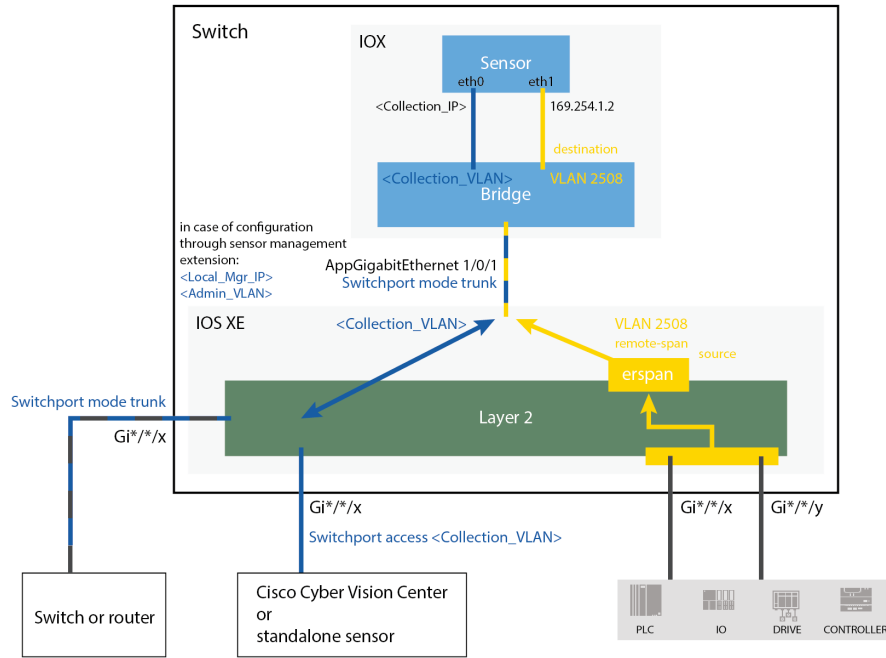 Switch
IOX
Sensor
eth0
eth1
<Collection_IP>
169.254.1.2
destination
<Collection_VLAN>
VLAN 2508
Bridge
in case of configuration
through sensor management
extension:
<Local_Mgr_IP>
<Admin_VLAN>
AppGigabitEthernet 1/0/1
Switchport mode trunk
IOS XE
<Collection_VLAN>
VLAN 2508
remote-span
source
erspan
Layer 2
Switchport mode trunk
Gi*/*/x
Gi*/*/x
Switchport access <Collection_VLAN>
Gi*/*/x
Gi*/*/y
Switch or router
Cisco Cyber Vision Center
or
standalone sensor
PLC
IO
DRIVE
CONTROLLER